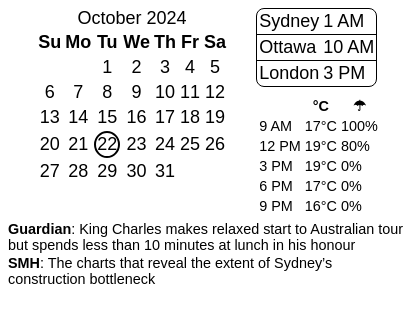 October 2024
Su Mo Tu We Th Fr Sa
1 2 3 4 5
6 7 8 9 10 11 12
13 14 15 16 17 18 19
20 21 22 23 24 25 26
27 28 29 30 31
Sydney 1 AM
Ottawa 10 AM
London 3 PM
°C ☂
9 AM 17°C 100%
12 PM 19°C 80%
3 PM 19°C 0%
6 PM 17°C 0%
9 PM 16°C 0%
Guardian: King Charles makes relaxed start to Australian tour
but spends less than 10 minutes at lunch in his honour
SMH: The charts that reveal the extent of Sydney’s
construction bottleneck